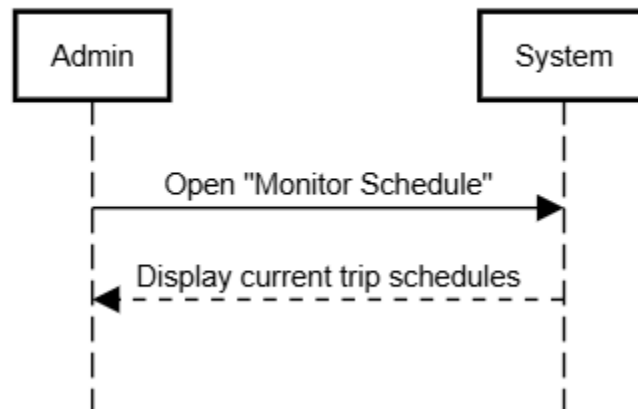 Admin
System
Open "Monitor Schedule"
Display current trip schedules